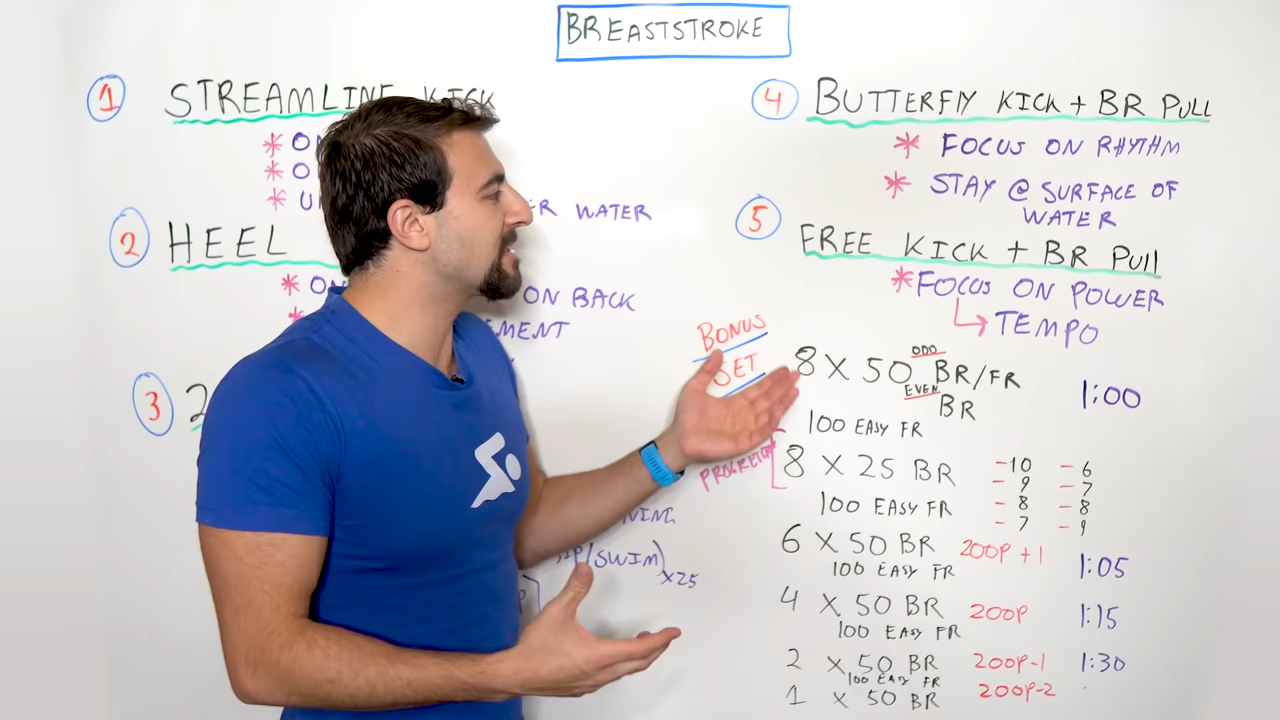 BREASTSTROKE
1 STREAMLINE KICK
* O
* O
* U
ER WATER
2 HEEL
* ON
ON BACK
*
EMENT
3 2
NING
/SWIM) x25
4 BUTTERFLY KICK + BR PULL
* FOCUS ON RHYTHM
* STAY @ SURFACE OF
WATER
5 FREE KICK + BR PULL
* FOCUS ON POWER
↳ TEMPO
BONUS
SET
8 X 50 ODD BR/FR 1:00
EVEN BR
100 EASY FR
8 X 25 BR
-10 -6
-9 -7
-8 -8
-7 -9
100 EASY FR
6 X 50 BR 200P+1 1:05
100 EASY FR
4 X 50 BR 200P 1:15
100 EASY FR
2 X 50 BR 200P-1 1:30
100 EASY FR
1 X 50 BR 200P-2